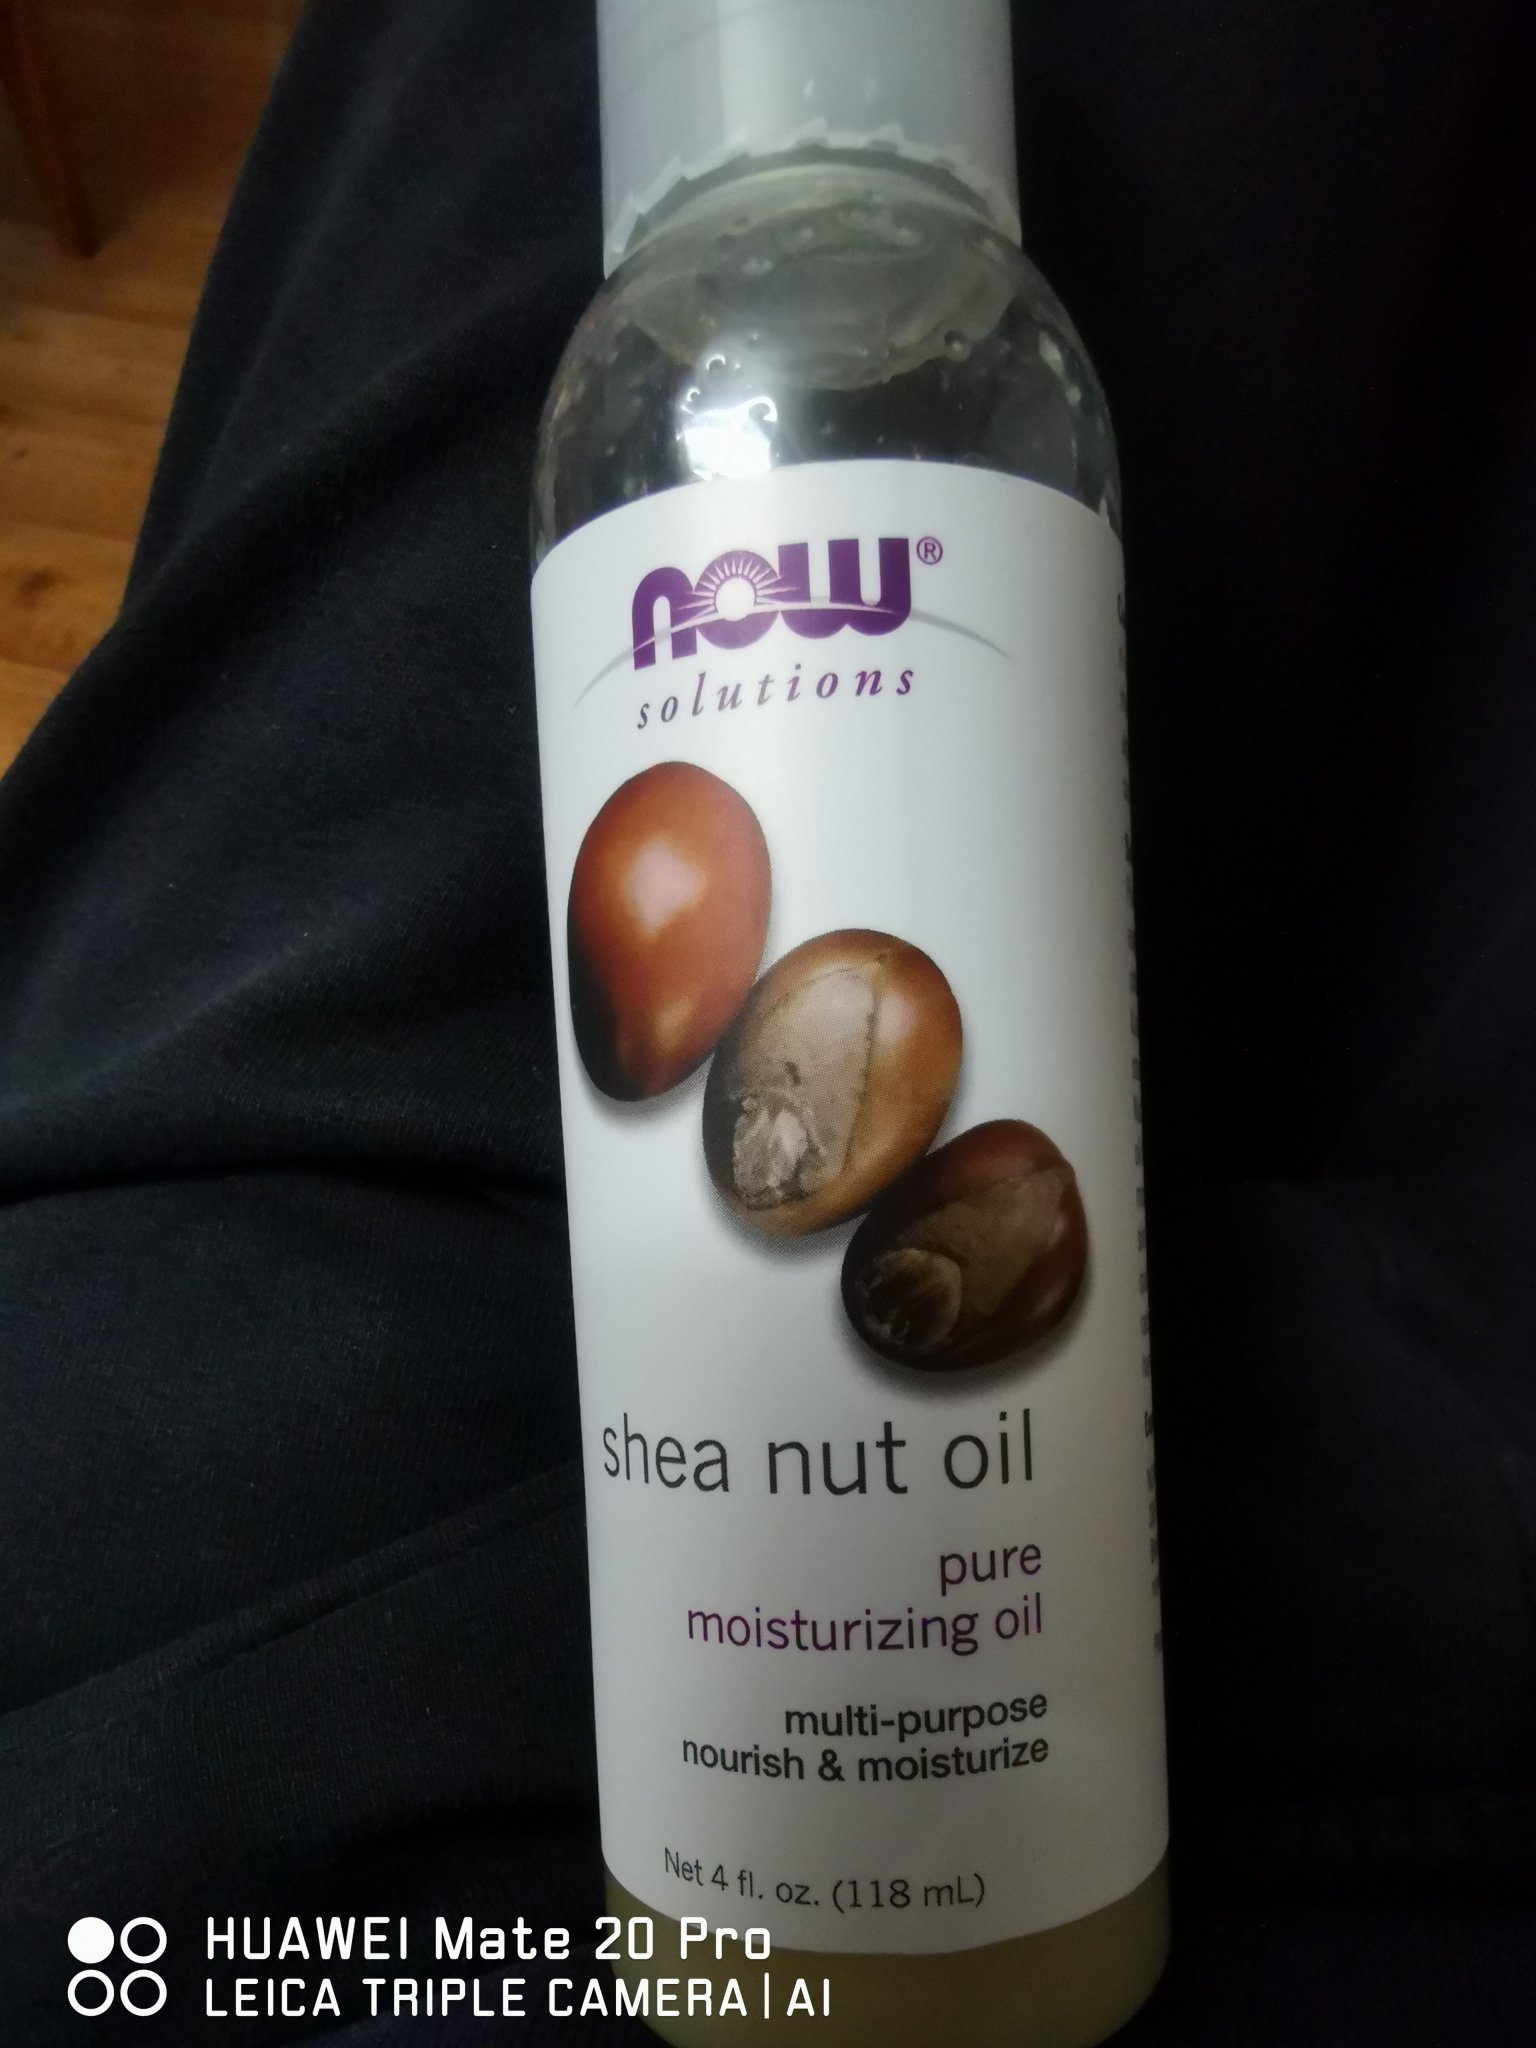 now®
solutions
shea nut oil
pure
moisturizing oil
multi-purpose
nourish & moisturize
Net 4 fl. oz. (118 mL)
HUAWEI Mate 20 Pro
LEICA TRIPLE CAMERA | AI